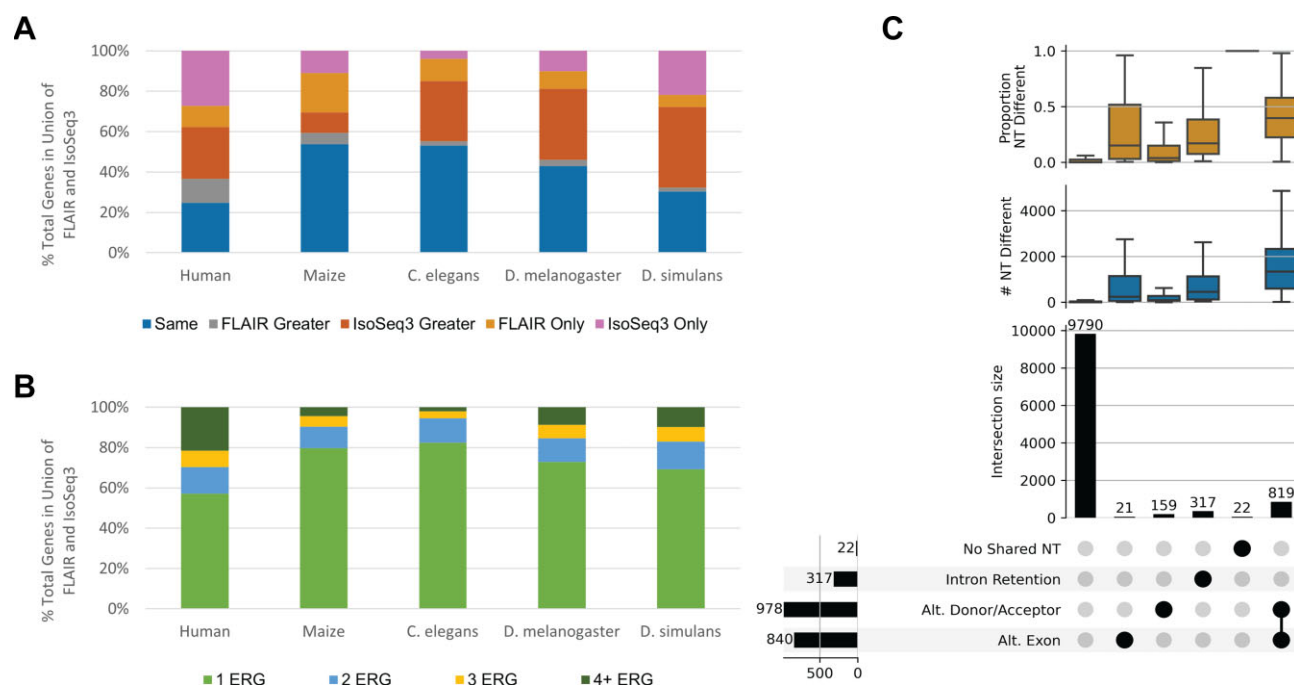 A
% Total Genes in Union of
FLAIR and IsoSeq3
100%
80%
60%
40%
20%
0%
Human Maize C. elegans D. melanogaster D. simulans
Same FLAIR Greater IsoSeq3 Greater FLAIR Only IsoSeq3 Only
B
% Total Genes in Union of
FLAIR and IsoSeq3
100%
80%
60%
40%
20%
0%
Human Maize C. elegans D. melanogaster D. simulans
1 ERG 2 ERG 3 ERG 4+ ERG
C
Proportion
NT Different
1.0
0.5
0.0
# NT Different
4000
2000
0
Intersection size
10000
8000
6000
4000
2000
0
9790 21 159 317 22 819
22 No Shared NT
317 Intron Retention
978 Alt. Donor/Acceptor
840 Alt. Exon
500 0